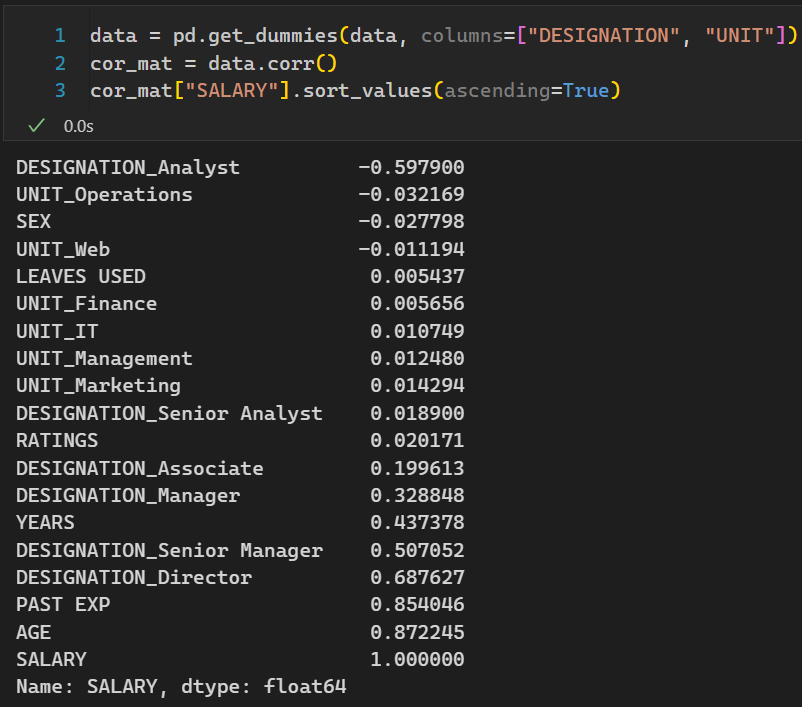 1 data = pd.get_dummies(data, columns=["DESIGNATION", "UNIT"])
2 cor_mat = data.corr()
3 cor_mat["SALARY"].sort_values(ascending=True)
0.0s
DESIGNATION_Analyst -0.597900
UNIT_Operations -0.032169
SEX -0.027798
UNIT_Web -0.011194
LEAVES USED 0.005437
UNIT_Finance 0.005656
UNIT_IT 0.010749
UNIT_Management 0.012480
UNIT_Marketing 0.014294
DESIGNATION_Senior Analyst 0.018900
RATINGS 0.020171
DESIGNATION_Associate 0.199613
DESIGNATION_Manager 0.328848
YEARS 0.437378
DESIGNATION_Senior Manager 0.507052
DESIGNATION_Director 0.687627
PAST EXP 0.854046
AGE 0.872245
SALARY 1.000000
Name: SALARY, dtype: float64